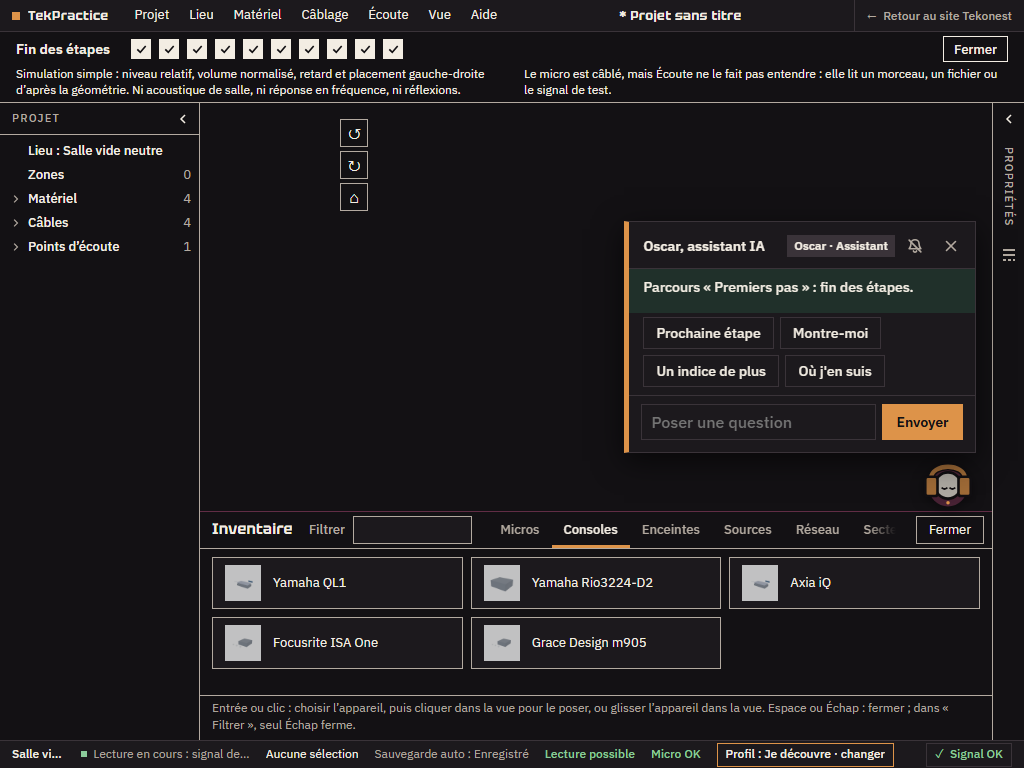 TekPractice
Projet
Lieu
Matériel
Câblage
Écoute
Vue
Aide
* Projet sans titre
← Retour au site Tekonest
Fin des étapes
Fermer
Simulation simple : niveau relatif, volume normalisé, retard et placement gauche-droite
d'après la géométrie. Ni acoustique de salle, ni réponse en fréquence, ni réflexions.
Le micro est câblé, mais Écoute ne le fait pas entendre : elle lit un morceau, un fichier ou
le signal de test.
PROJET
Lieu : Salle vide neutre
Zones 0
Matériel 4
Câbles 4
Points d'écoute 1
PROPRIÉTÉS
Oscar, assistant IA
Oscar · Assistant
Parcours « Premiers pas » : fin des étapes.
Prochaine étape
Montre-moi
Un indice de plus
Où j'en suis
Poser une question
Envoyer
Inventaire
Filtrer
Micros
Consoles
Enceintes
Sources
Réseau
Secte
Fermer
Yamaha QL1
Yamaha Rio3224-D2
Axia iQ
Focusrite ISA One
Grace Design m905
Entrée ou clic : choisir l'appareil, puis cliquer dans la vue pour le poser, ou glisser l'appareil dans la vue. Espace ou Échap : fermer ; dans «
Filtrer », seul Échap ferme.
Salle vi...
Lecture en cours : signal de...
Aucune sélection
Sauvegarde auto : Enregistré
Lecture possible
Micro OK
Profil : Je découvre · changer
✓ Signal OK